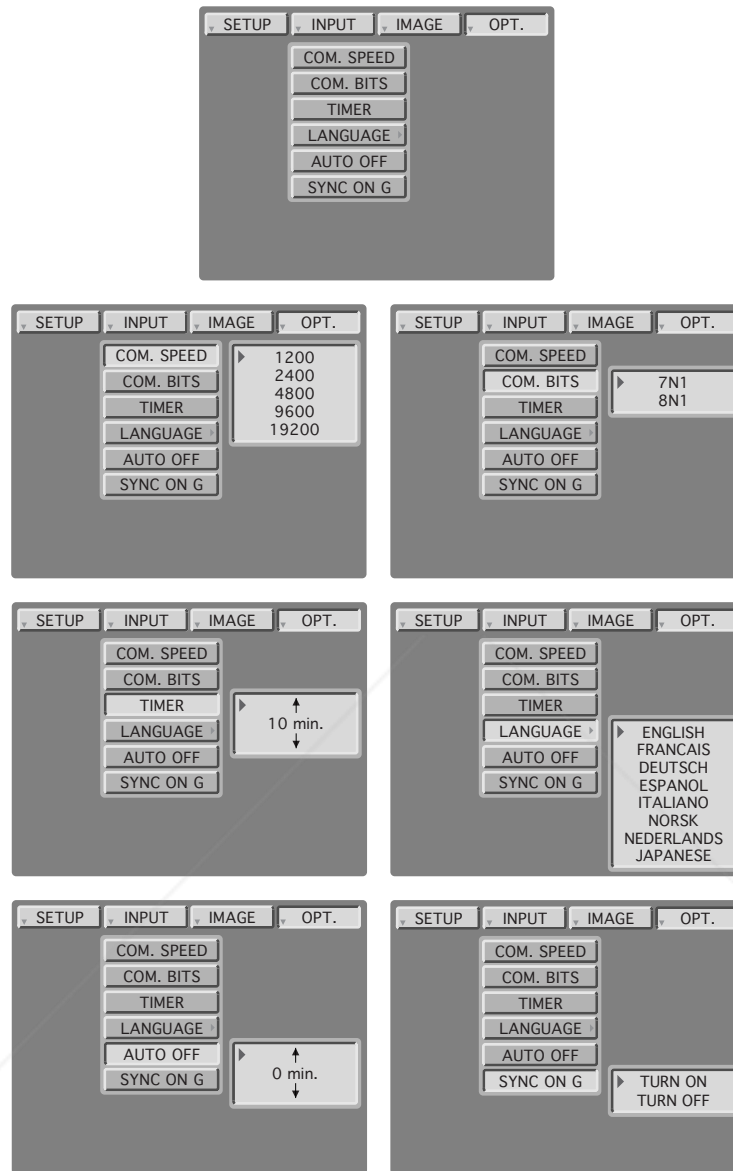 SETUP INPUT IMAGE OPT.
COM. SPEED
COM. BITS
TIMER
LANGUAGE
AUTO OFF
SYNC ON G
SETUP INPUT IMAGE OPT.
COM. SPEED
COM. BITS
TIMER
LANGUAGE
AUTO OFF
SYNC ON G
1200
2400
4800
9600
19200
SETUP INPUT IMAGE OPT.
COM. SPEED
COM. BITS
TIMER
LANGUAGE
AUTO OFF
SYNC ON G
7N1
8N1
SETUP INPUT IMAGE OPT.
COM. SPEED
COM. BITS
TIMER
LANGUAGE
AUTO OFF
SYNC ON G
10 min.
SETUP INPUT IMAGE OPT.
COM. SPEED
COM. BITS
TIMER
LANGUAGE
AUTO OFF
SYNC ON G
ENGLISH
FRANCAIS
DEUTSCH
ESPANOL
ITALIANO
NORSK
NEDERLANDS
JAPANESE
SETUP INPUT IMAGE OPT.
COM. SPEED
COM. BITS
TIMER
LANGUAGE
AUTO OFF
SYNC ON G
0 min.
SETUP INPUT IMAGE OPT.
COM. SPEED
COM. BITS
TIMER
LANGUAGE
AUTO OFF
SYNC ON G
TURN ON
TURN OFF